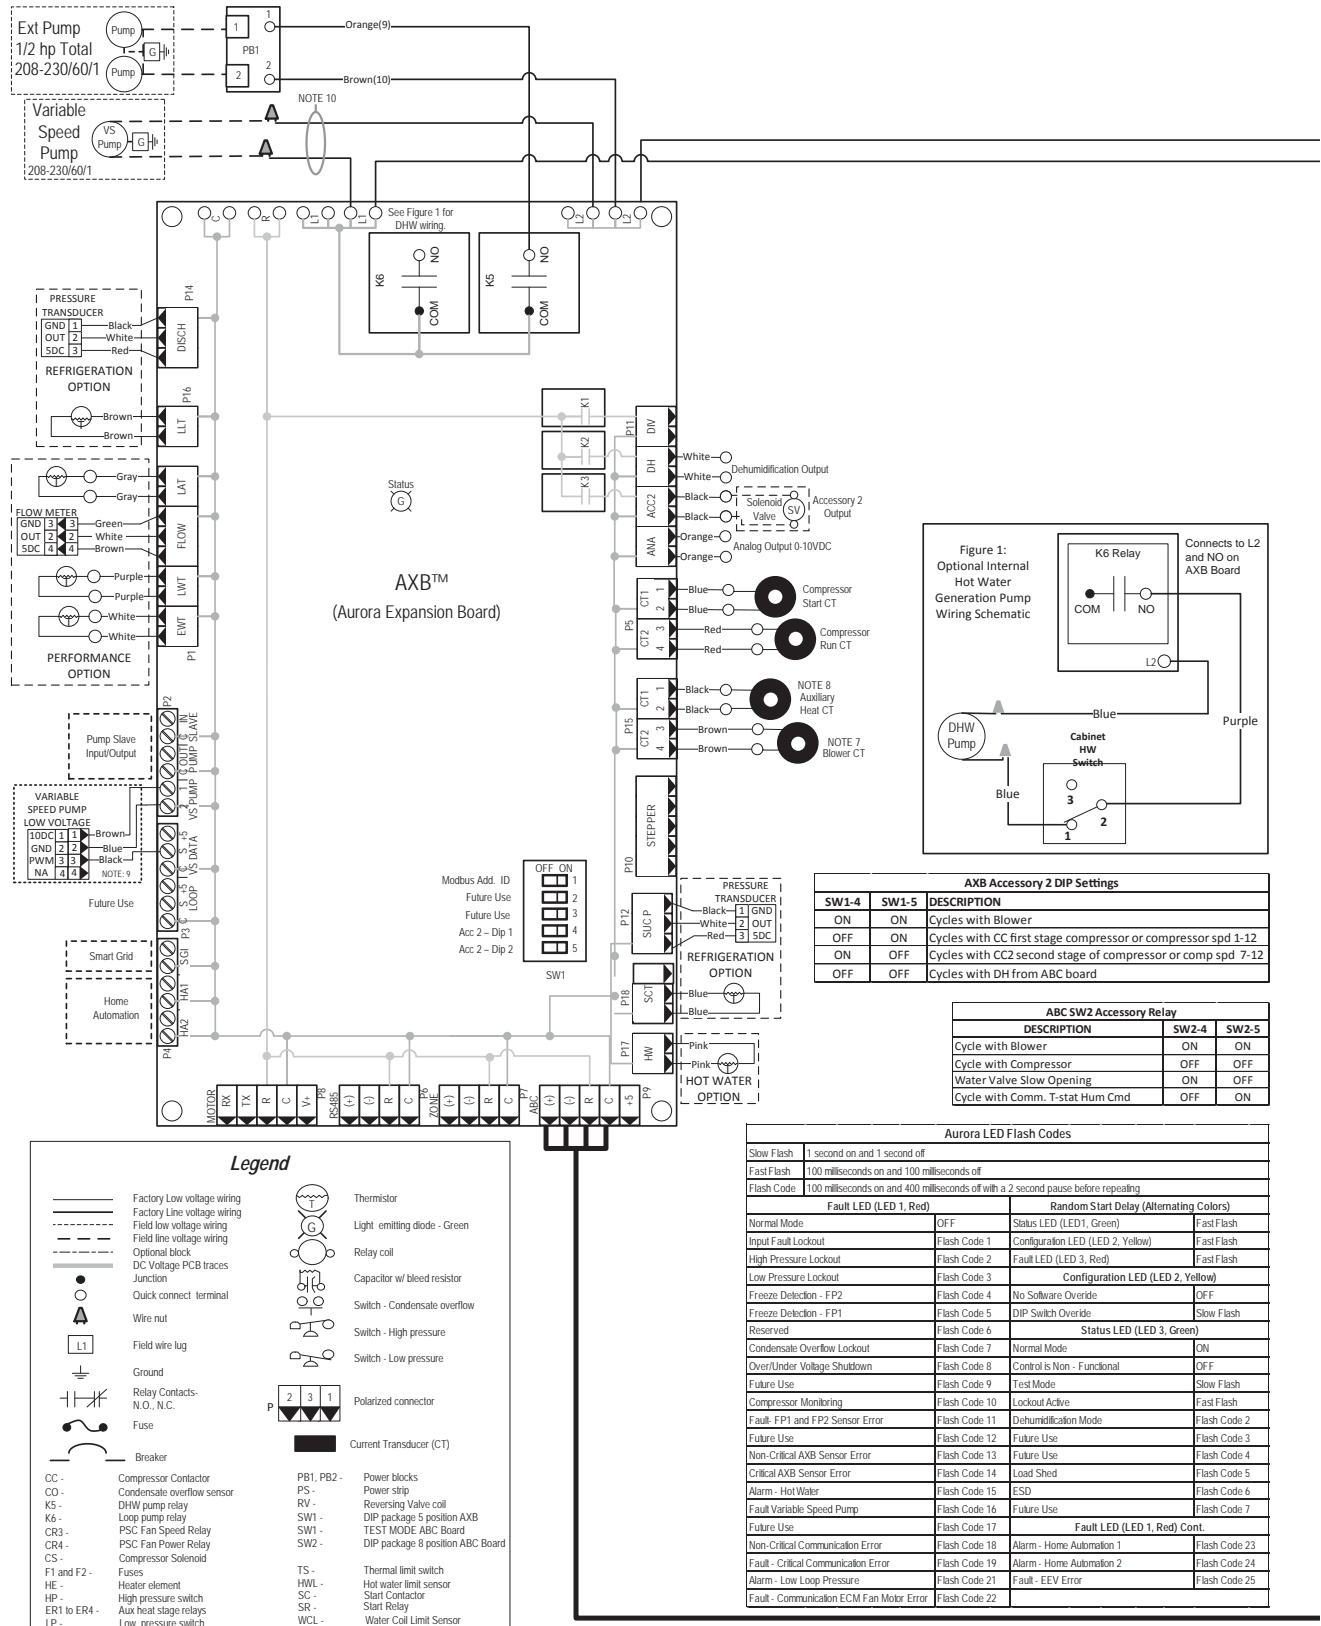 Ext Pump
1/2 hp Total
208-230/60/1
Pump
G
Pump
1
2
PB1
1
2
Orange(9)
Brown(10)
Variable
Speed
Pump
208-230/60/1
VS
Pump
G
NOTE 10
C
R
L1
L1
See Figure 1 for
DHW wiring.
L2
L2
K6
NO
COM
K5
NO
COM
PRESSURE
TRANSDUCER
GND 1 Black
OUT 2 White
5DC 3 Red
REFRIGERATION
OPTION
Brown
Brown
P14
DISCH
P16
LLT
Gray
Gray
FLOW METER
GND 3 3 Green
OUT 2 2 White
5DC 4 4 Brown
Purple
Purple
White
White
PERFORMANCE
OPTION
LAT
FLOW
LWT
EWT
P1
Status
G
AXB™
(Aurora Expansion Board)
K1
K2
K3
P11
DIV
DH
ACC2
ANA
White
White
Dehumidification Output
Black
Black
Solenoid
Valve
SV
Accessory 2
Output
Orange
Orange
Analog Output 0-10VDC
P5
CT1
1
2
CT2
3
4
Blue
Blue
Compressor
Start CT
Red
Red
Compressor
Run CT
P15
CT1
1
2
CT2
3
4
Black
Black
NOTE 8
Auxiliary
Heat CT
Brown
Brown
NOTE 7
Blower CT
P10
STEPPER
Pump Slave
Input/Output
P2
PUMP SLAVE
IN
C
OUT
C
VS PUMP
1
2
VARIABLE
SPEED PUMP
LOW VOLTAGE
10DC 1 1 Brown
GND 2 2 Blue
PWM 3 3 Black
NA 4 4 NOTE: 9
VS DATA
+5
S
C
LOOP
+5
S
C
P3
Future Use
Smart Grid
Home
Automation
SGI
HA1
HA2
P4
OFF ON
Modbus Add. ID 1
Future Use 2
Future Use 3
Acc 2 – Dip 1 4
Acc 2 – Dip 2 5
SW1
P12
SUC P
PRESSURE
TRANSDUCER
Black 1 GND
White 2 OUT
Red 3 5DC
REFRIGERATION
OPTION
P18
SCT
Blue
Blue
P17
HW
Pink
Pink
HOT WATER
OPTION
MOTOR
RX
TX
R
C
V+
P8
RS485
(+)
(-)
R
C
P6
ZONE
(+)
(-)
R
C
P7
ABC
(+)
(-)
R
C
+5
P9
Figure 1:
Optional Internal
Hot Water
Generation Pump
Wiring Schematic
K6 Relay
COM
NO
L2
Connects to L2
and NO on
AXB Board
DHW
Pump
Blue
Blue
Purple
Cabinet
HW
Switch
3
2
1
AXB Accessory 2 DIP Settings
SW1-4 SW1-5 DESCRIPTION
ON ON Cycles with Blower
OFF ON Cycles with CC first stage compressor or compressor spd 1-12
ON OFF Cycles with CC2 second stage of compressor or comp spd 7-12
OFF OFF Cycles with DH from ABC board
ABC SW2 Accessory Relay
DESCRIPTION SW2-4 SW2-5
Cycle with Blower ON ON
Cycle with Compressor OFF OFF
Water Valve Slow Opening ON OFF
Cycle with Comm. T-stat Hum Cmd OFF ON
Aurora LED Flash Codes
Slow Flash 1 second on and 1 second off
Fast Flash 100 milliseconds on and 100 milliseconds off
Flash Code 100 milliseconds on and 400 milliseconds off with a 2 second pause before repeating
Fault LED (LED 1, Red) Random Start Delay (Alternating Colors)
Normal Mode OFF Status LED (LED1, Green) Fast Flash
Input Fault Lockout Flash Code 1 Configuration LED (LED 2, Yellow) Fast Flash
High Pressure Lockout Flash Code 2 Fault LED (LED 3, Red) Fast Flash
Low Pressure Lockout Flash Code 3 Configuration LED (LED 2, Yellow)
Freeze Detection - FP2 Flash Code 4 No Software Overide OFF
Freeze Detection - FP1 Flash Code 5 DIP Switch Overide Slow Flash
Reserved Flash Code 6 Status LED (LED 3, Green)
Condensate Overflow Lockout Flash Code 7 Normal Mode ON
Over/Under Voltage Shutdown Flash Code 8 Control is Non - Functional OFF
Future Use Flash Code 9 Test Mode Slow Flash
Compressor Monitoring Flash Code 10 Lockout Active Fast Flash
Fault- FP1 and FP2 Sensor Error Flash Code 11 Dehumidification Mode Flash Code 2
Future Use Flash Code 12 Future Use Flash Code 3
Non-Critical AXB Sensor Error Flash Code 13 Future Use Flash Code 4
Critical AXB Sensor Error Flash Code 14 Load Shed Flash Code 5
Alarm - Hot Water Flash Code 15 ESD Flash Code 6
Fault Variable Speed Pump Flash Code 16 Future Use Flash Code 7
Future Use Flash Code 17 Fault LED (LED 1, Red) Cont.
Non-Critical Communication Error Flash Code 18 Alarm - Home Automation 1 Flash Code 23
Fault - Critical Communication Error Flash Code 19 Alarm - Home Automation 2 Flash Code 24
Alarm - Low Loop Pressure Flash Code 21 Fault - EEV Error Flash Code 25
Fault - Communication ECM Fan Motor Error Flash Code 22
Legend
Factory Low voltage wiring
Factory Line voltage wiring
Field low voltage wiring
Field line voltage wiring
Optional block
DC Voltage PCB traces
Junction
Quick connect terminal
Wire nut
L1 Field wire lug
Ground
Relay Contacts-
N.O., N.C.
Fuse
Breaker
T Thermistor
G Light emitting diode - Green
Relay coil
Capacitor w/ bleed resistor
Switch - Condensate overflow
Switch - High pressure
Switch - Low pressure
P 2 3 1 Polarized connector
Current Transducer (CT)
CC - Compressor Contactor
CO - Condensate overflow sensor
K5 - DHW pump relay
K6 - Loop pump relay
CR3 - PSC Fan Speed Relay
CR4 - PSC Fan Power Relay
CS - Compressor Solenoid
F1 and F2 - Fuses
HE - Heater element
HP - High pressure switch
ER1 to ER4 - Aux heat stage relays
LP - Low pressure switch
PB1, PB2 - Power blocks
PS - Power strip
RV - Reversing Valve coil
SW1 - DIP package 5 position AXB
SW1 - TEST MODE ABC Board
SW2 - DIP package 8 position ABC Board
TS - Thermal limit switch
HWL - Hot water limit sensor
SC - Start Contactor
SR - Start Relay
WCL - Water Coil Limit Sensor